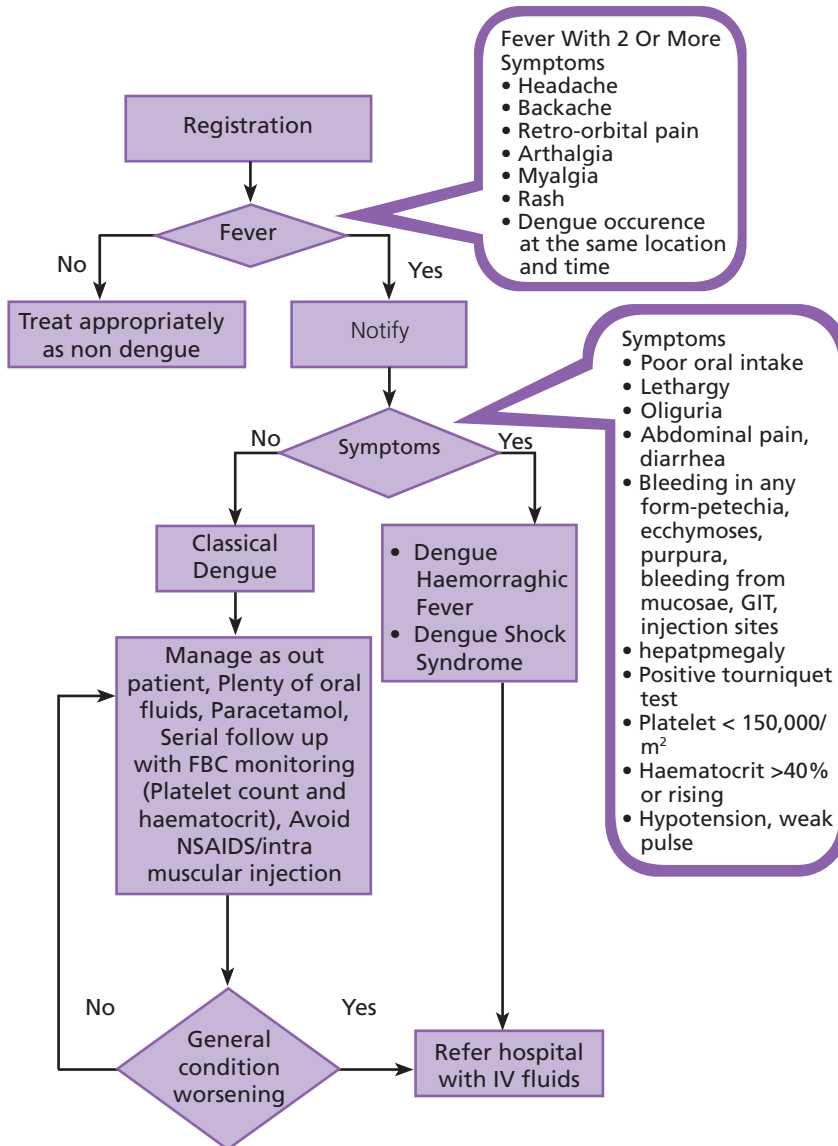 Fever With 2 Or More
Symptoms
• Headache
• Backache
• Retro-orbital pain
• Arthalgia
• Myalgia
• Rash
• Dengue occurence
at the same location
and time
Registration
Fever
No
Yes
Treat appropriately
as non dengue
Notify
Symptoms
• Poor oral intake
• Lethargy
• Oliguria
• Abdominal pain,
diarrhea
• Bleeding in any
form-petechia,
ecchymoses,
purpura,
bleeding from
mucosae, GIT,
injection sites
• hepatpmegaly
• Positive tourniquet
test
• Platelet < 150,000/
m²
• Haematocrit >40%
or rising
• Hypotension, weak
pulse
No
Symptoms
Yes
Classical
Dengue
• Dengue
Haemorraghic
Fever
• Dengue Shock
Syndrome
Manage as out
patient, Plenty of oral
fluids, Paracetamol,
Serial follow up
with FBC monitoring
(Platelet count and
haematocrit), Avoid
NSAIDS/intra
muscular injection
No
Yes
General
condition
worsening
Refer hospital
with IV fluids